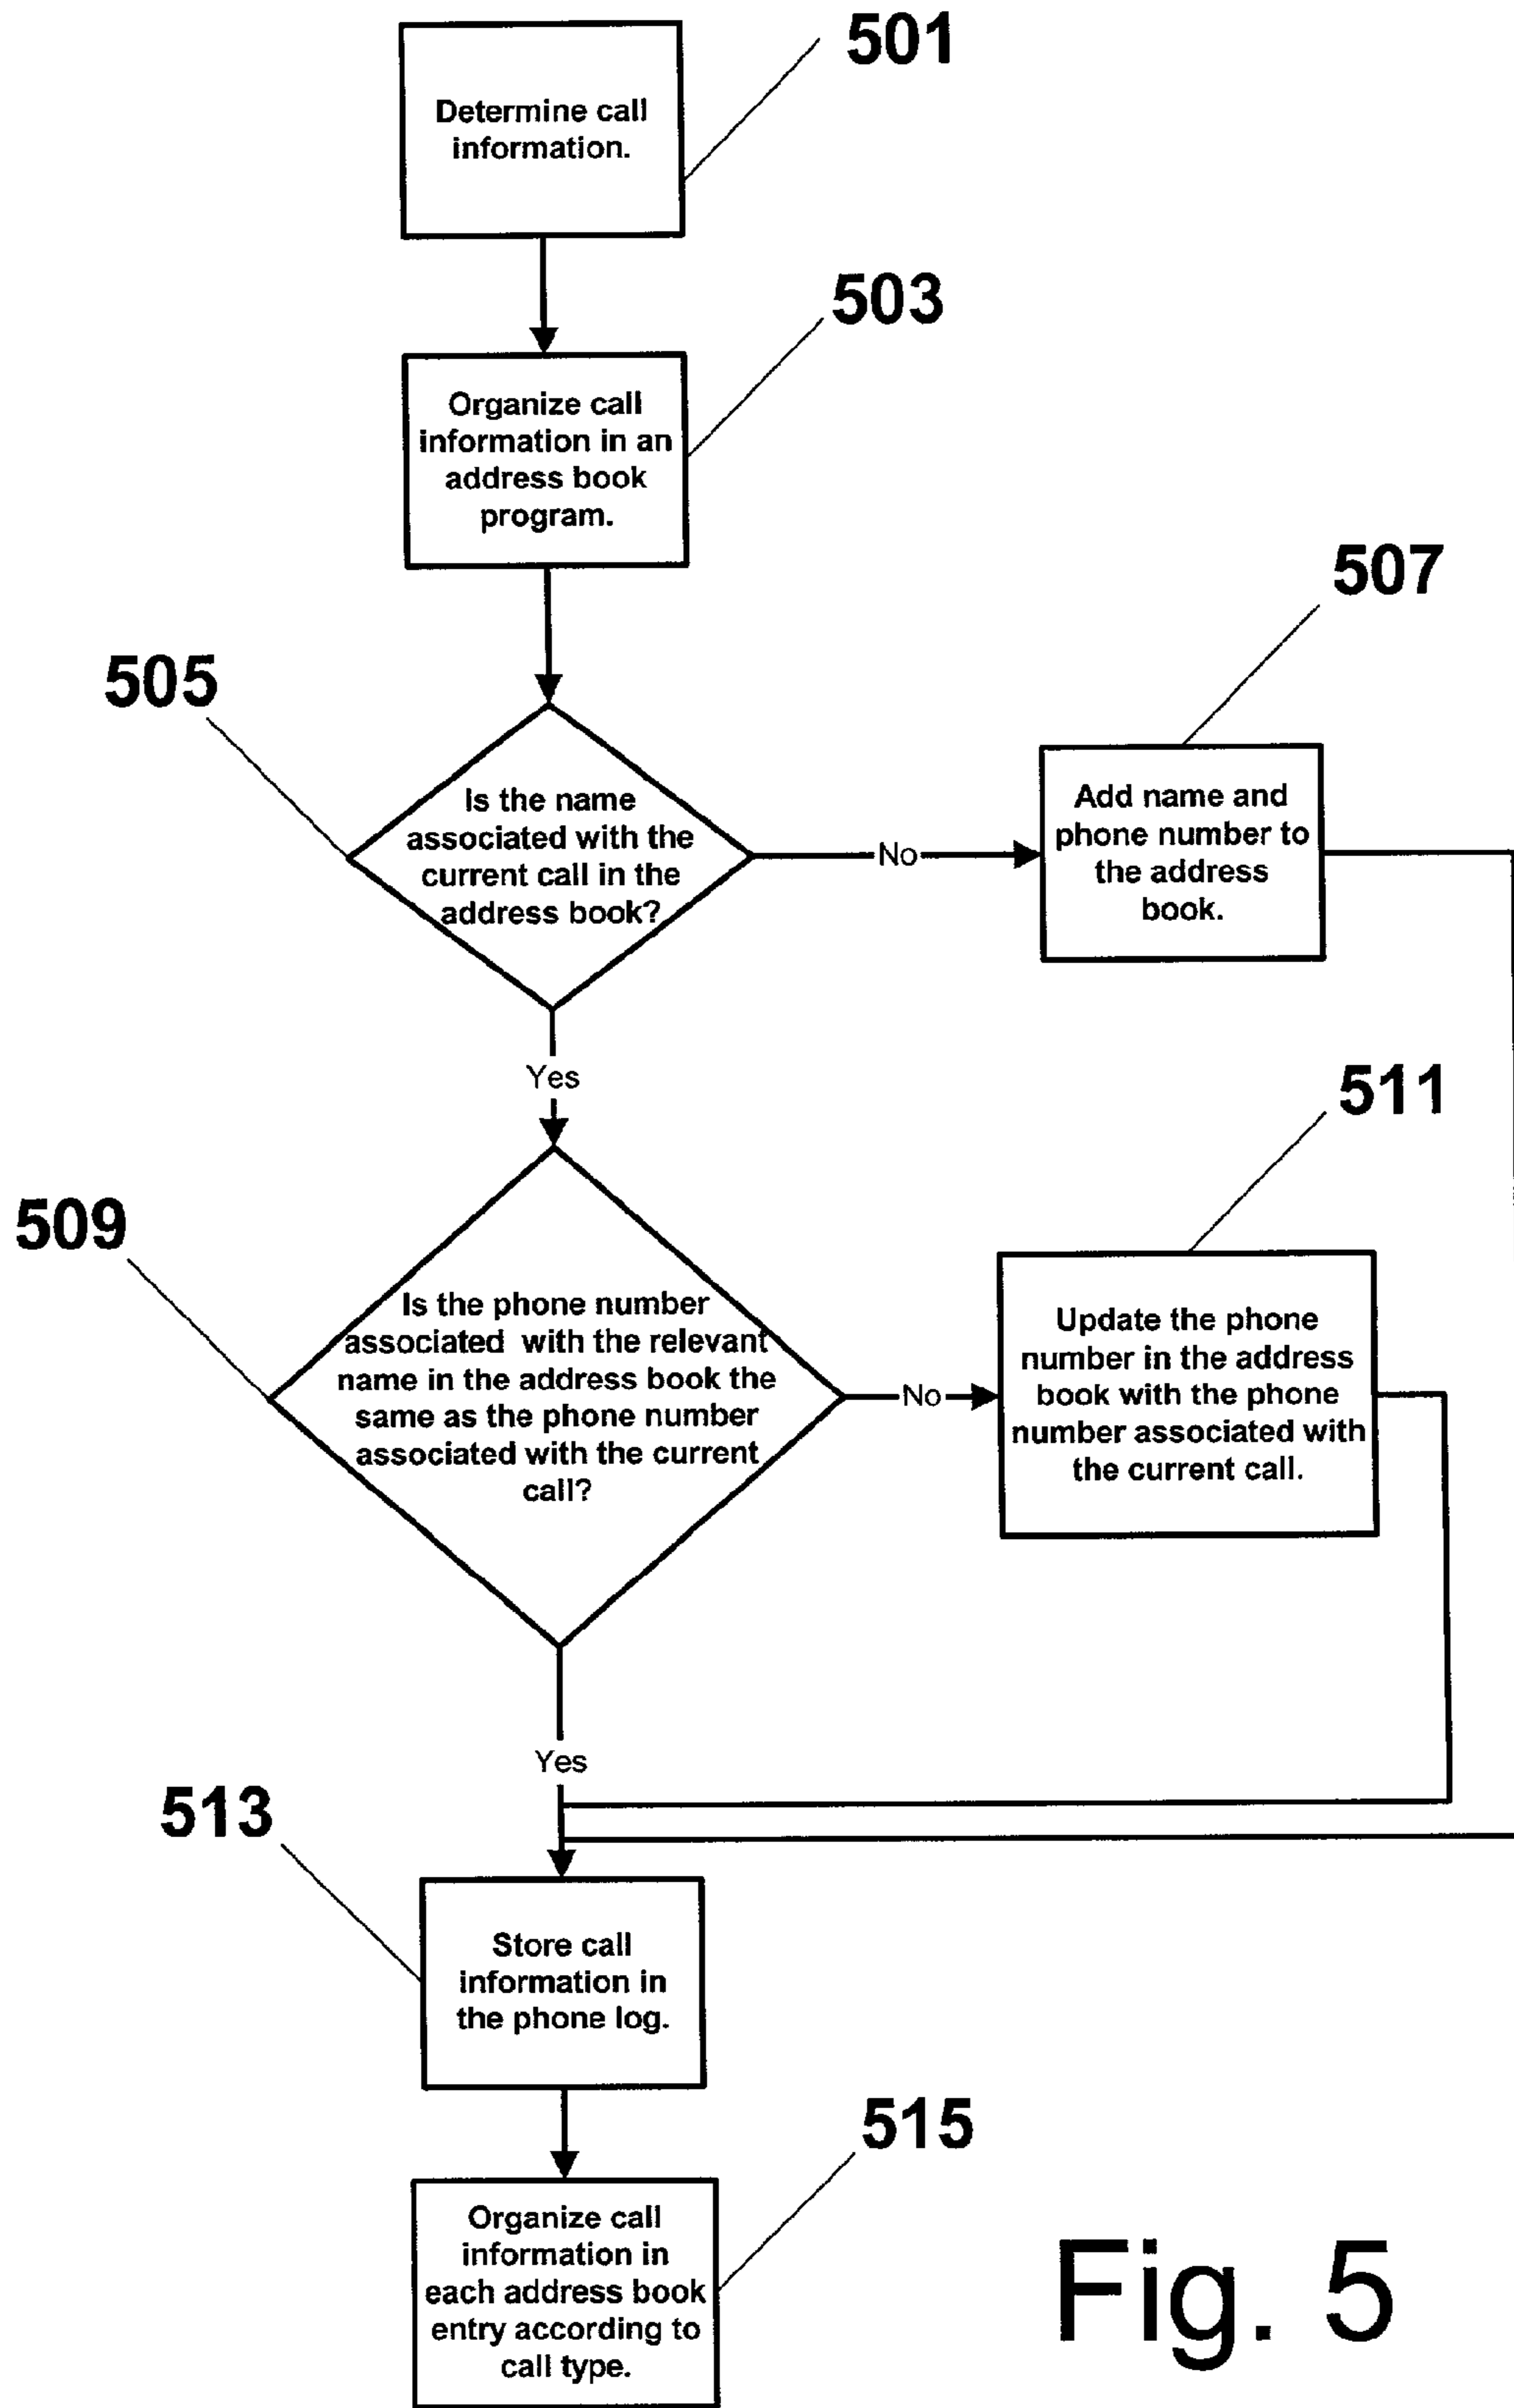 501
Determine call
information.
503
Organize call
information in an
address book
program.
507
505
Is the name
associated with the
current call in the
address book?
No
Add name and
phone number to
the address
book.
Yes
511
509
Is the phone number
associated with the relevant
name in the address book the
same as the phone number
associated with the current
call?
No
Update the phone
number in the address
book with the phone
number associated with
the current call.
Yes
513
Store call
information in
the phone log.
515
Organize call
information in
each address book
entry according to
call type.
Fig. 5